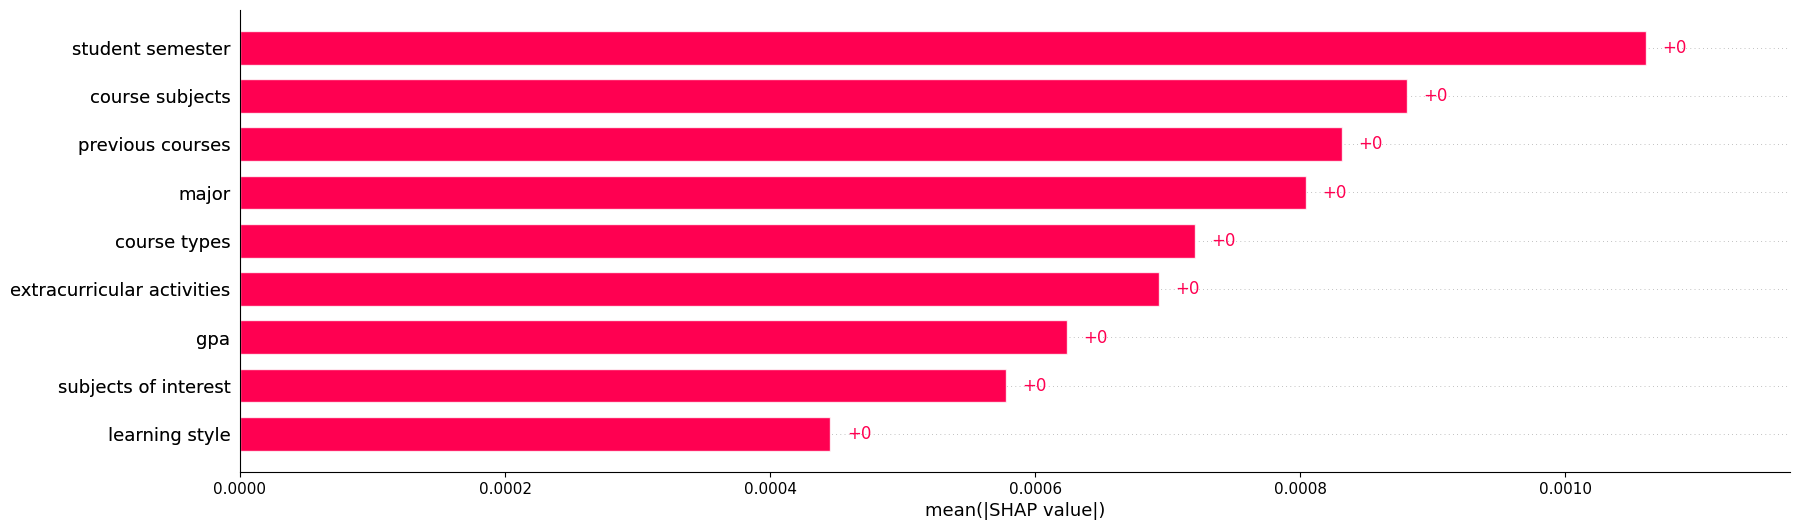 student semester +0
course subjects +0
previous courses +0
major +0
course types +0
extracurricular activities +0
gpa +0
subjects of interest +0
learning style +0
0.0000 0.0002 0.0004 0.0006 0.0008 0.0010
mean(|SHAP value|)